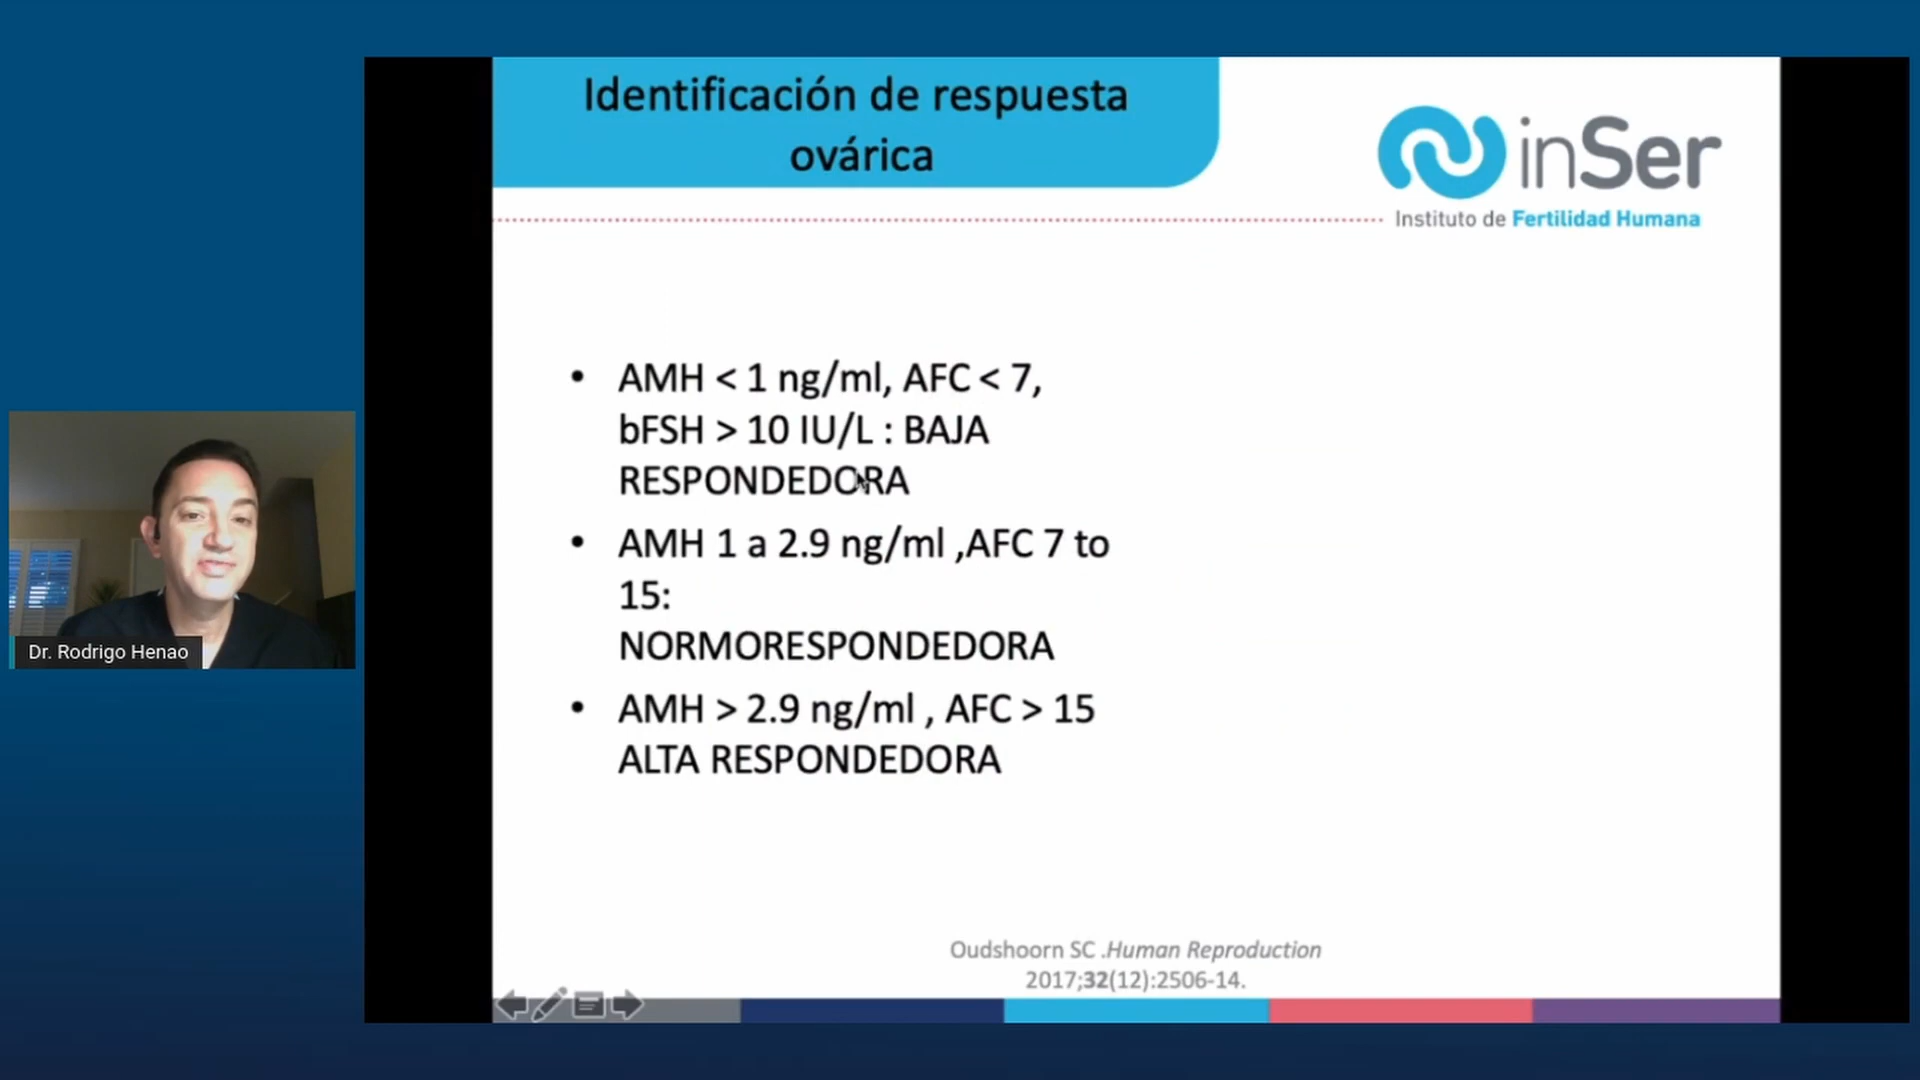 Identificación de respuesta
ovárica
inSer
Instituto de Fertilidad Humana
• AMH < 1 ng/ml, AFC < 7,
bFSH > 10 IU/L : BAJA
RESPONDEDORA
• AMH 1 a 2.9 ng/ml ,AFC 7 to
15:
NORMORESPONDEDORA
• AMH > 2.9 ng/ml , AFC > 15
ALTA RESPONDEDORA
Dr. Rodrigo Henao
Oudshoorn SC .Human Reproduction
2017;32(12):2506-14.